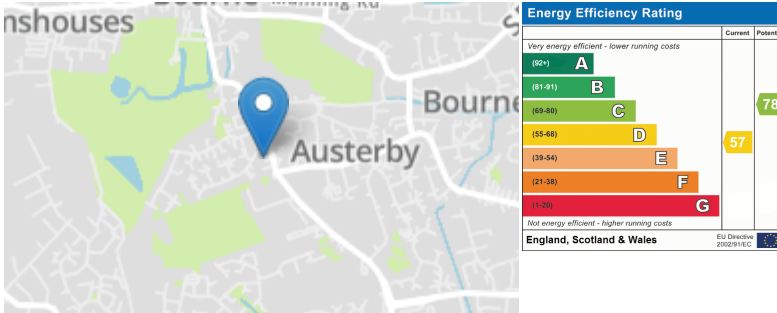 nshouses
Austerby
Bourne
Energy Efficiency Rating
Current
Potent
Very energy efficient - lower running costs
(92+) A
(81-91) B
(69-80) C
(55-68) D
(39-54) E
(21-38) F
(1-20) G
57
78
Not energy efficient - higher running costs
England, Scotland & Wales
EU Directive
2002/91/EC